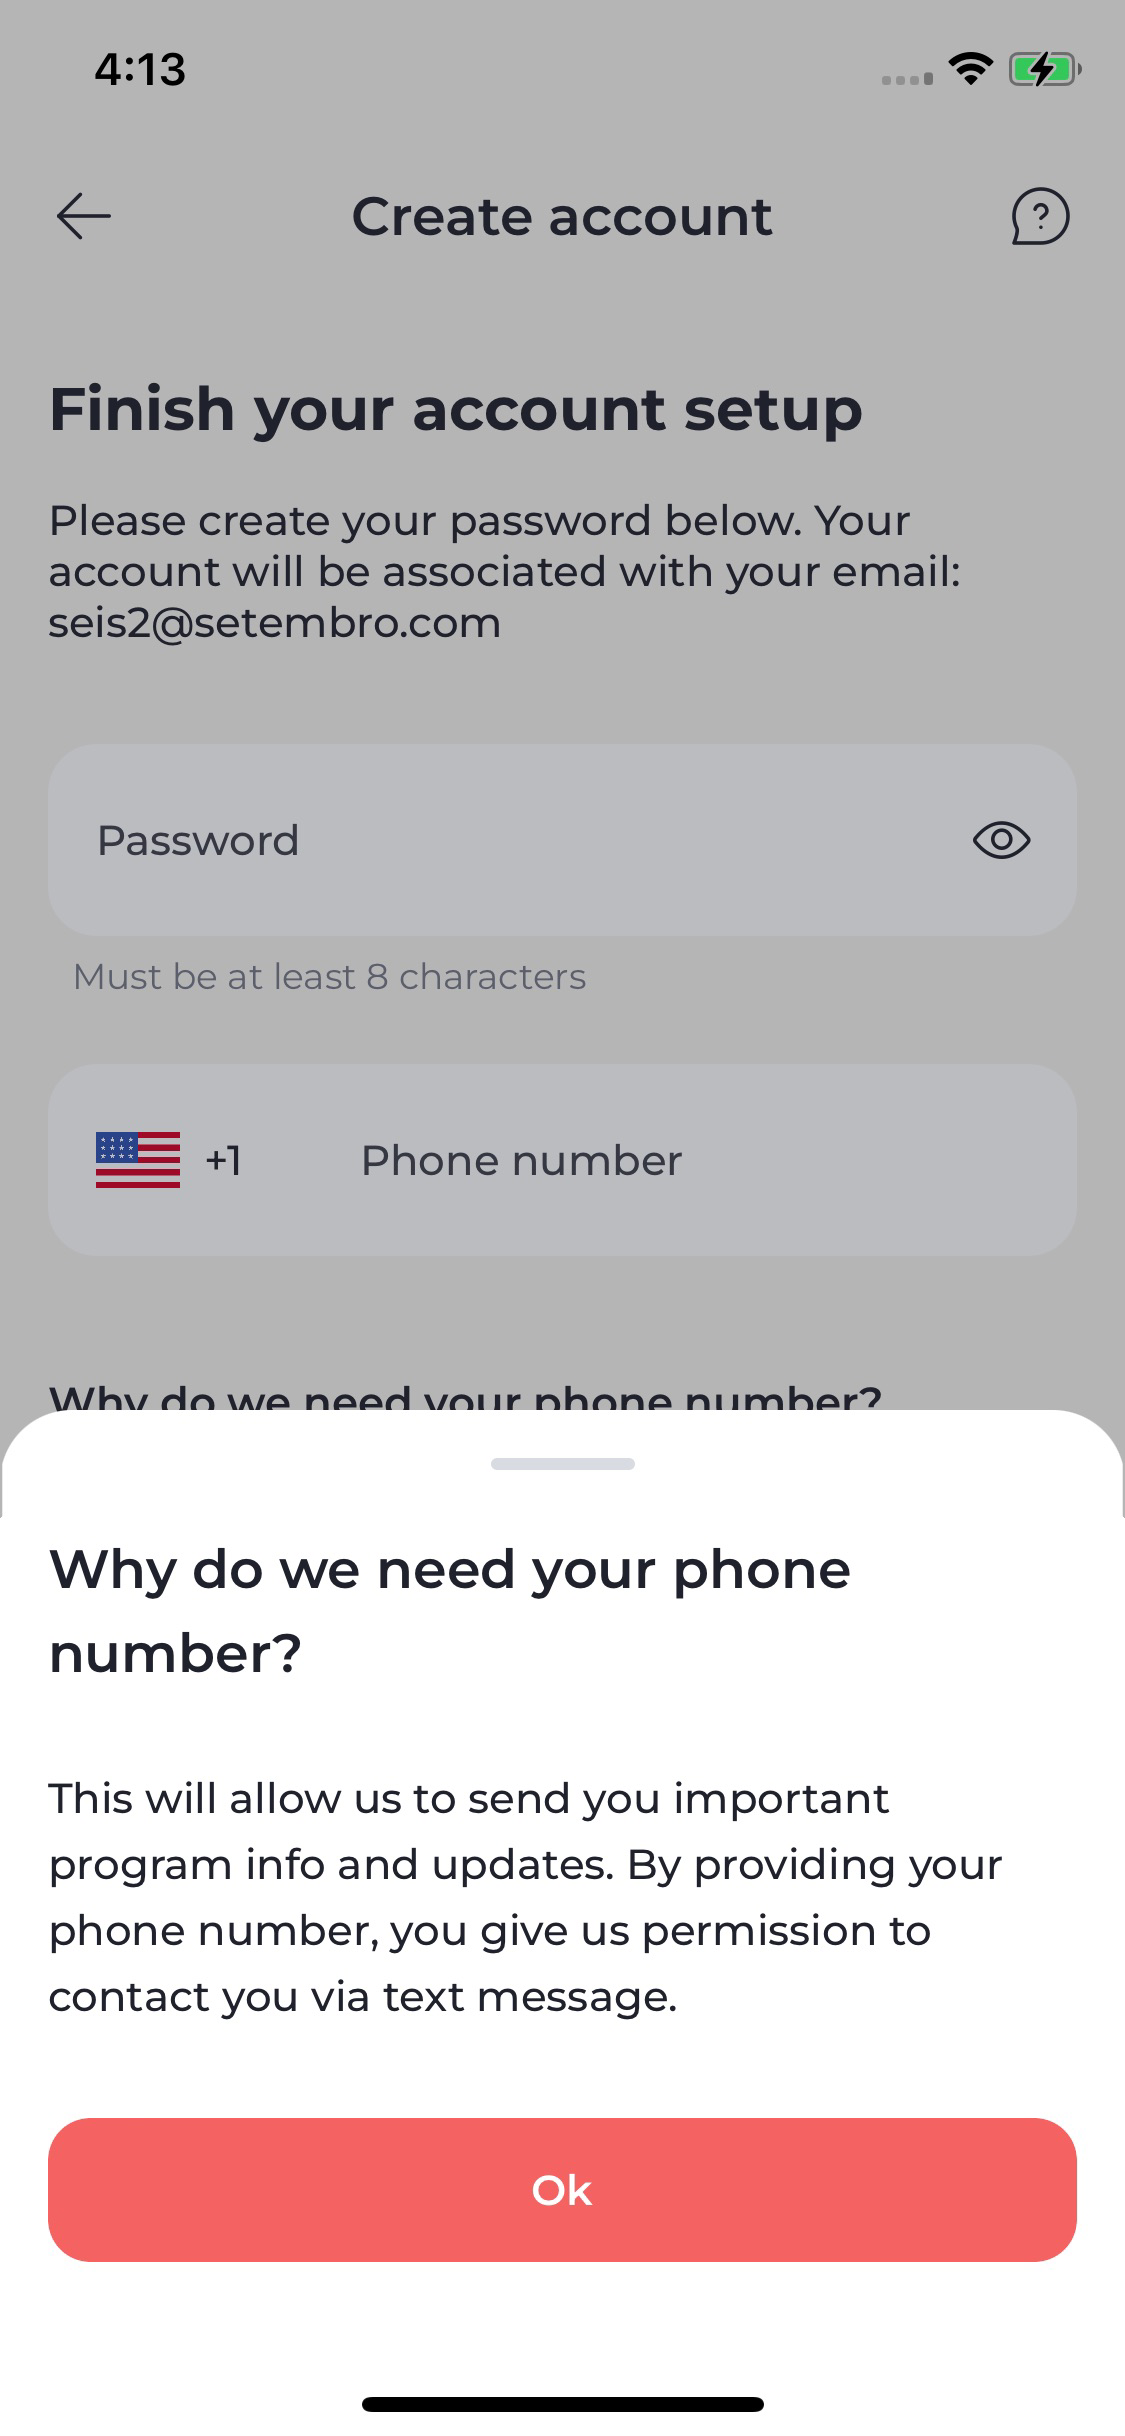 4:13
Create account
?
Finish your account setup
Please create your password below. Your
account will be associated with your email:
seis2@setembro.com
Password
Must be at least 8 characters
+1 Phone number
Why do we need your phone number?
Why do we need your phone
number?
This will allow us to send you important
program info and updates. By providing your
phone number, you give us permission to
contact you via text message.
Ok